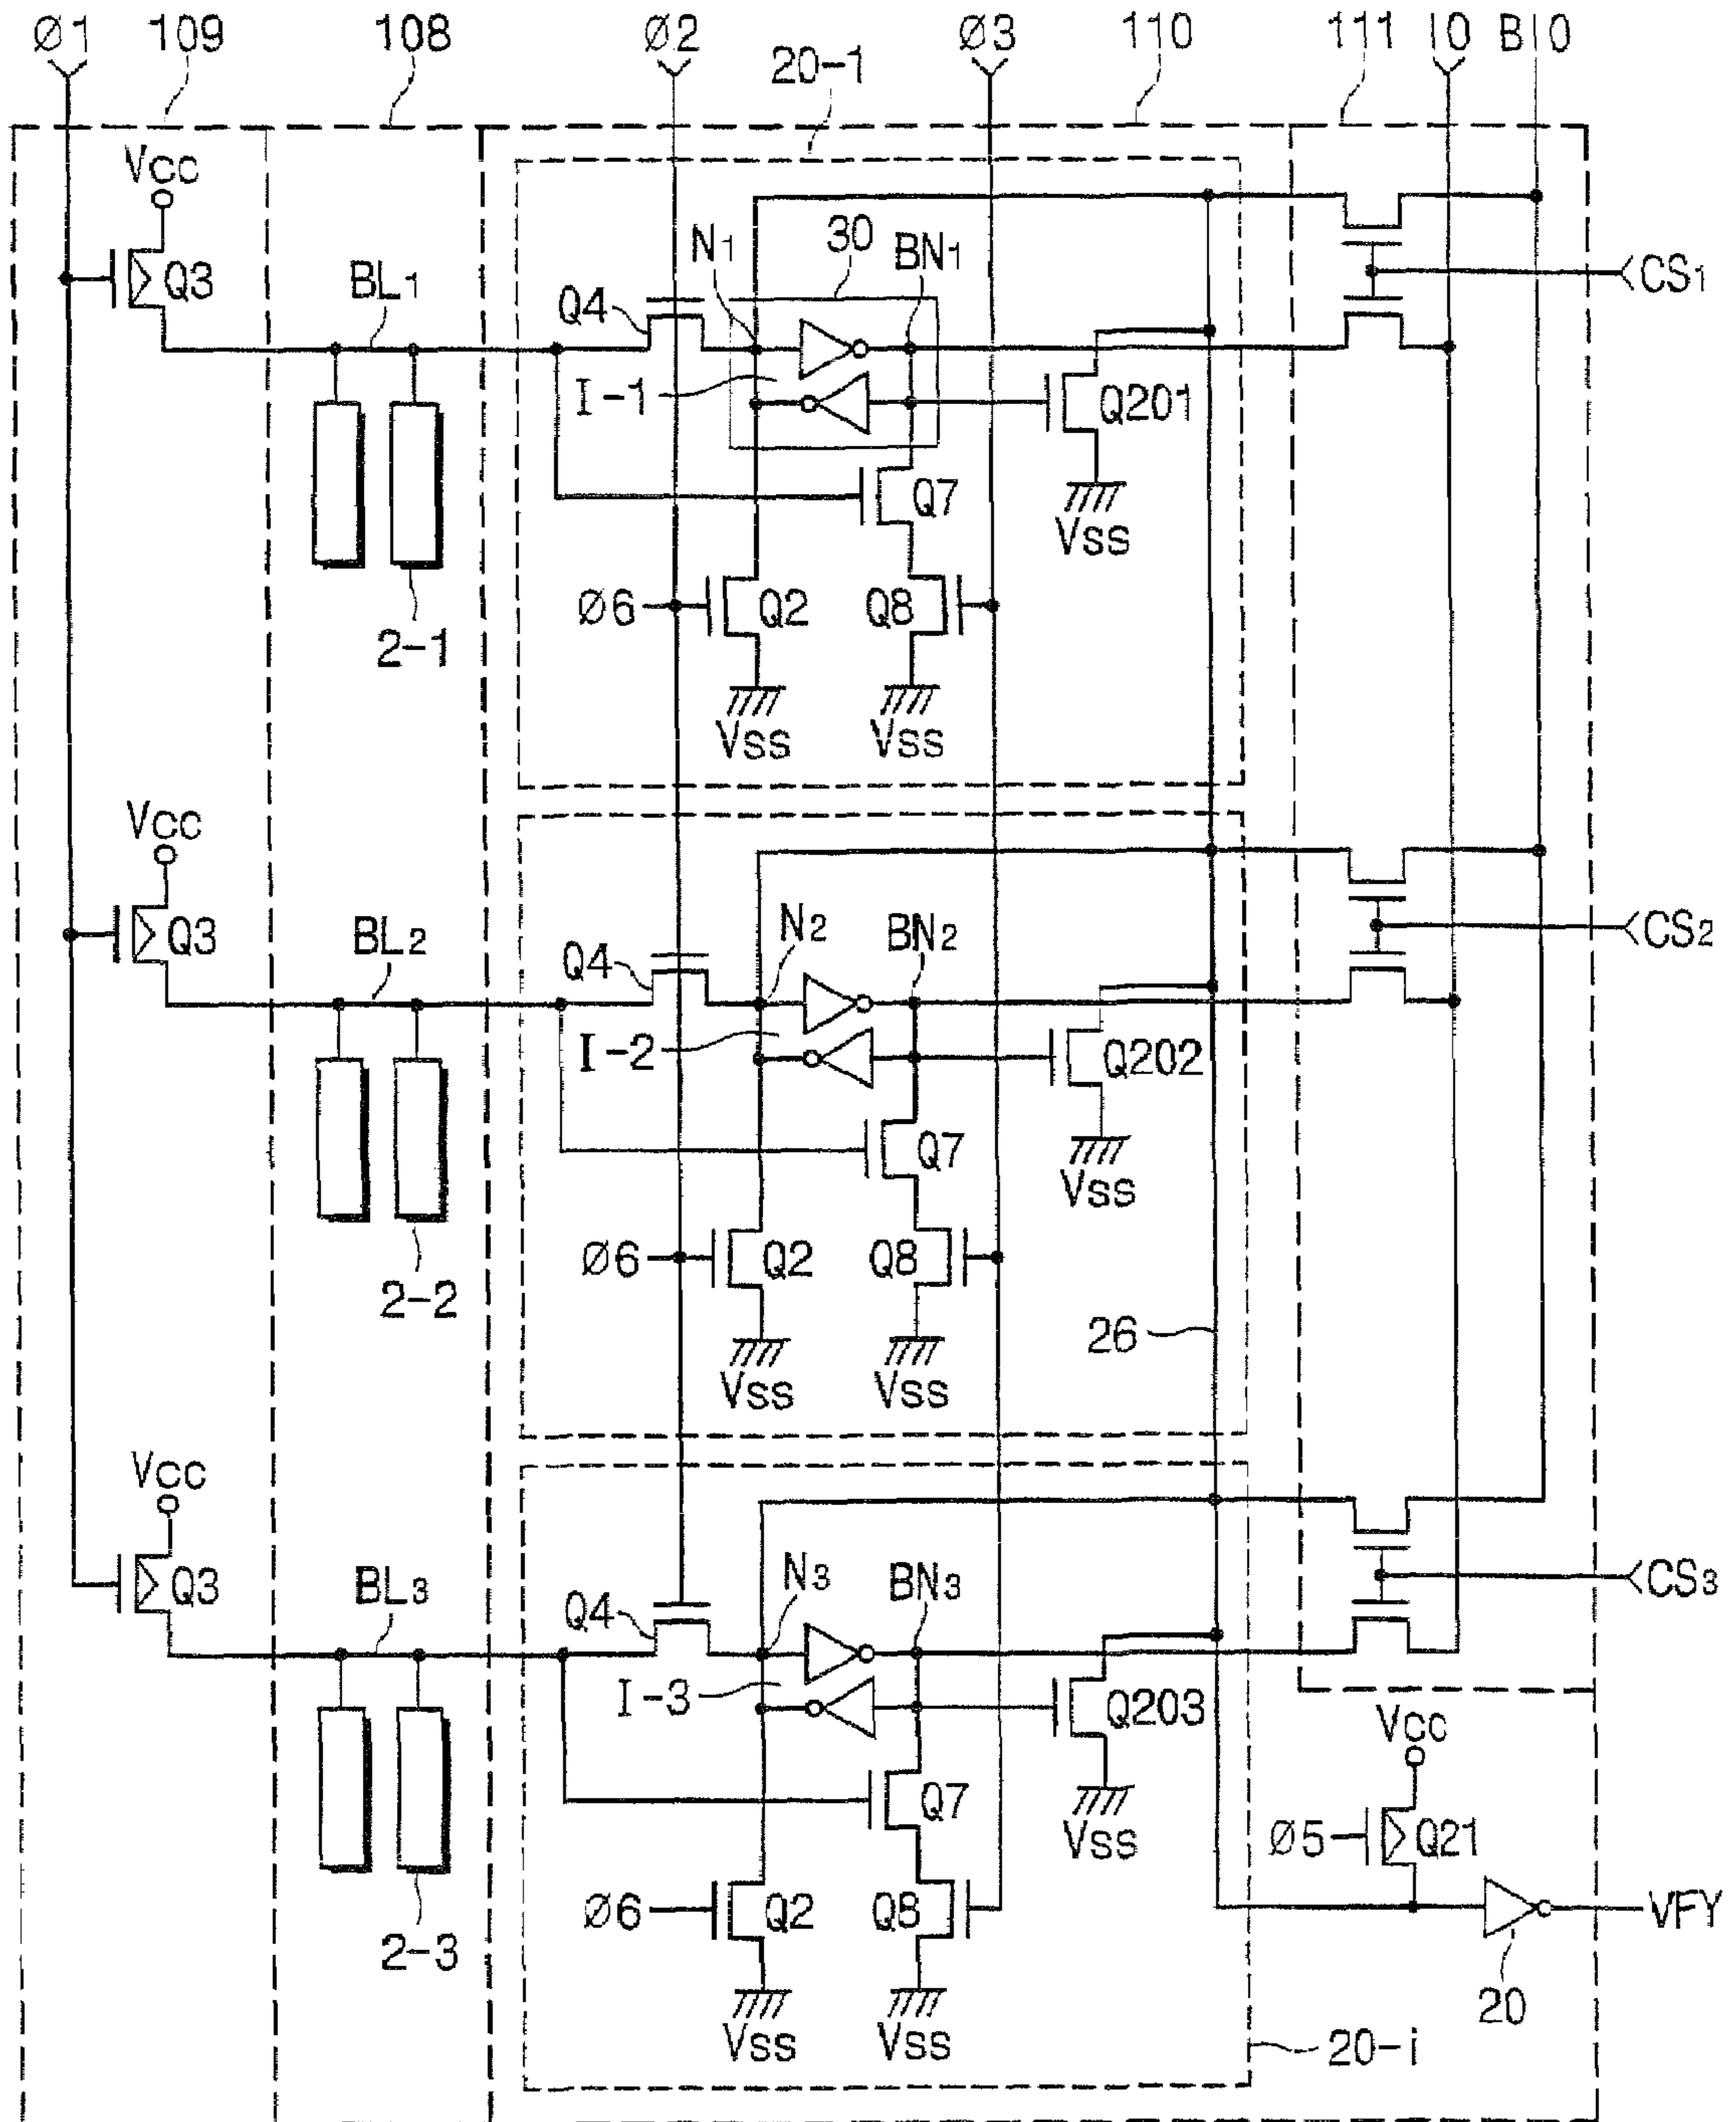 Ø1 109 108 Ø2 Ø3 110 111 IO BIO
20-1
Vcc
N1 30 BN1
Q3 BL1 Q4 CS1
I-1 Q201
Q7
Vss
Ø6 Q2 Q8
2-1
Vss Vss
Vcc
Q3 BL2 Q4 N2 BN2 CS2
I-2 Q202
Q7
Vss
Ø6 Q2 Q8
2-2
26
Vss Vss
Vcc
Q3 BL3 Q4 N3 BN3 CS3
I-3 Q203
Vcc
Q7
Vss
Ø5 Q21
Ø6 Q2 Q8 VFY
2-3
20
Vss Vss
20-i